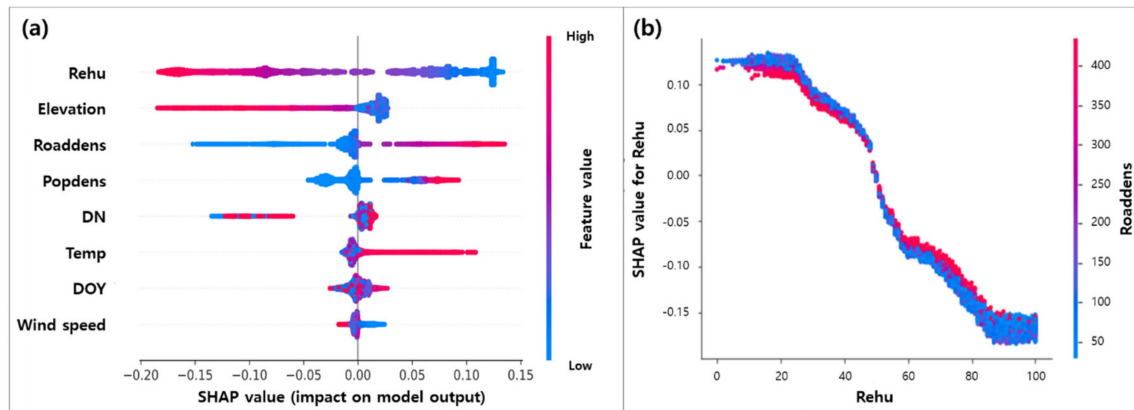 (a)
High
Rehu
Elevation
Roaddens
Popdens
DN
Temp
DOY
Wind speed
Feature value
Low
−0.20 −0.15 −0.10 −0.05 0.00 0.05 0.10 0.15
SHAP value (impact on model output)
(b)
0.10
0.05
0.00
-0.05
-0.10
-0.15
SHAP value for Rehu
0 20 40 60 80 100
Rehu
400
350
300
250
200
150
100
50
Roaddens